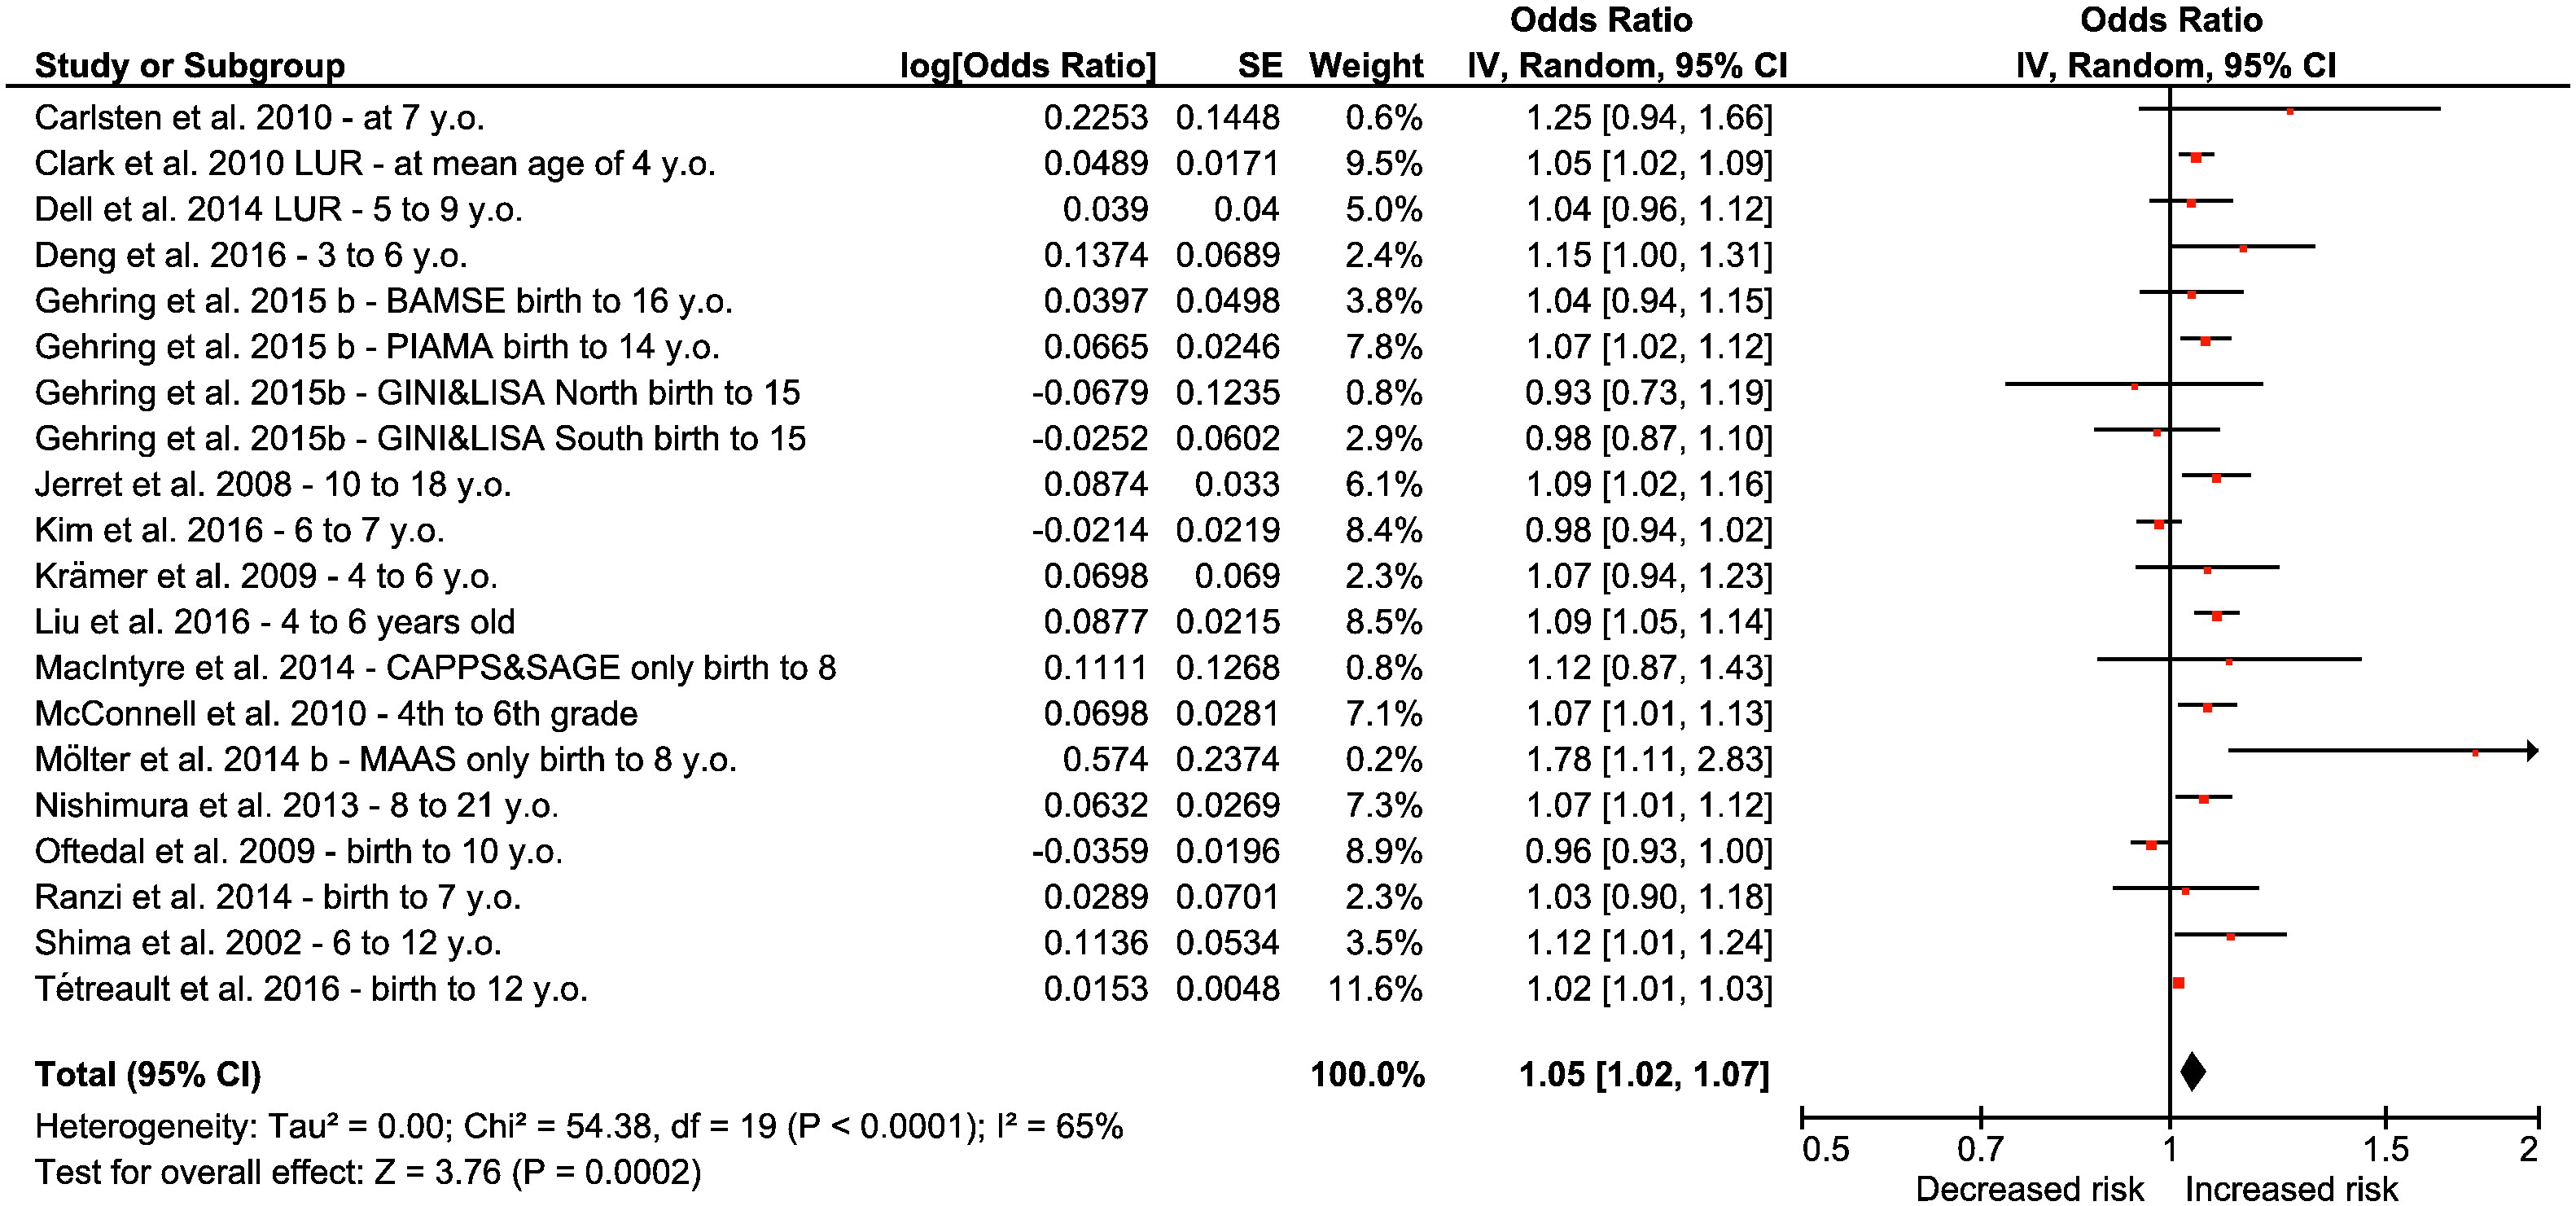 Odds Ratio Odds Ratio
Study or Subgroup log[Odds Ratio] SE Weight IV, Random, 95% CI IV, Random, 95% CI
Carlsten et al. 2010 - at 7 y.o. 0.2253 0.1448 0.6% 1.25 [0.94, 1.66]
Clark et al. 2010 LUR - at mean age of 4 y.o. 0.0489 0.0171 9.5% 1.05 [1.02, 1.09]
Dell et al. 2014 LUR - 5 to 9 y.o. 0.039 0.04 5.0% 1.04 [0.96, 1.12]
Deng et al. 2016 - 3 to 6 y.o. 0.1374 0.0689 2.4% 1.15 [1.00, 1.31]
Gehring et al. 2015 b - BAMSE birth to 16 y.o. 0.0397 0.0498 3.8% 1.04 [0.94, 1.15]
Gehring et al. 2015 b - PIAMA birth to 14 y.o. 0.0665 0.0246 7.8% 1.07 [1.02, 1.12]
Gehring et al. 2015b - GINI&LISA North birth to 15 -0.0679 0.1235 0.8% 0.93 [0.73, 1.19]
Gehring et al. 2015b - GINI&LISA South birth to 15 -0.0252 0.0602 2.9% 0.98 [0.87, 1.10]
Jerret et al. 2008 - 10 to 18 y.o. 0.0874 0.033 6.1% 1.09 [1.02, 1.16]
Kim et al. 2016 - 6 to 7 y.o. -0.0214 0.0219 8.4% 0.98 [0.94, 1.02]
Krämer et al. 2009 - 4 to 6 y.o. 0.0698 0.069 2.3% 1.07 [0.94, 1.23]
Liu et al. 2016 - 4 to 6 years old 0.0877 0.0215 8.5% 1.09 [1.05, 1.14]
MacIntyre et al. 2014 - CAPPS&SAGE only birth to 8 0.1111 0.1268 0.8% 1.12 [0.87, 1.43]
McConnell et al. 2010 - 4th to 6th grade 0.0698 0.0281 7.1% 1.07 [1.01, 1.13]
Mölter et al. 2014 b - MAAS only birth to 8 y.o. 0.574 0.2374 0.2% 1.78 [1.11, 2.83]
Nishimura et al. 2013 - 8 to 21 y.o. 0.0632 0.0269 7.3% 1.07 [1.01, 1.12]
Oftedal et al. 2009 - birth to 10 y.o. -0.0359 0.0196 8.9% 0.96 [0.93, 1.00]
Ranzi et al. 2014 - birth to 7 y.o. 0.0289 0.0701 2.3% 1.03 [0.90, 1.18]
Shima et al. 2002 - 6 to 12 y.o. 0.1136 0.0534 3.5% 1.12 [1.01, 1.24]
Tétreault et al. 2016 - birth to 12 y.o. 0.0153 0.0048 11.6% 1.02 [1.01, 1.03]
Total (95% CI) 100.0% 1.05 [1.02, 1.07]
Heterogeneity: Tau² = 0.00; Chi² = 54.38, df = 19 (P < 0.0001); I² = 65%
Test for overall effect: Z = 3.76 (P = 0.0002)
0.5 0.7 1 1.5 2
Decreased risk Increased risk